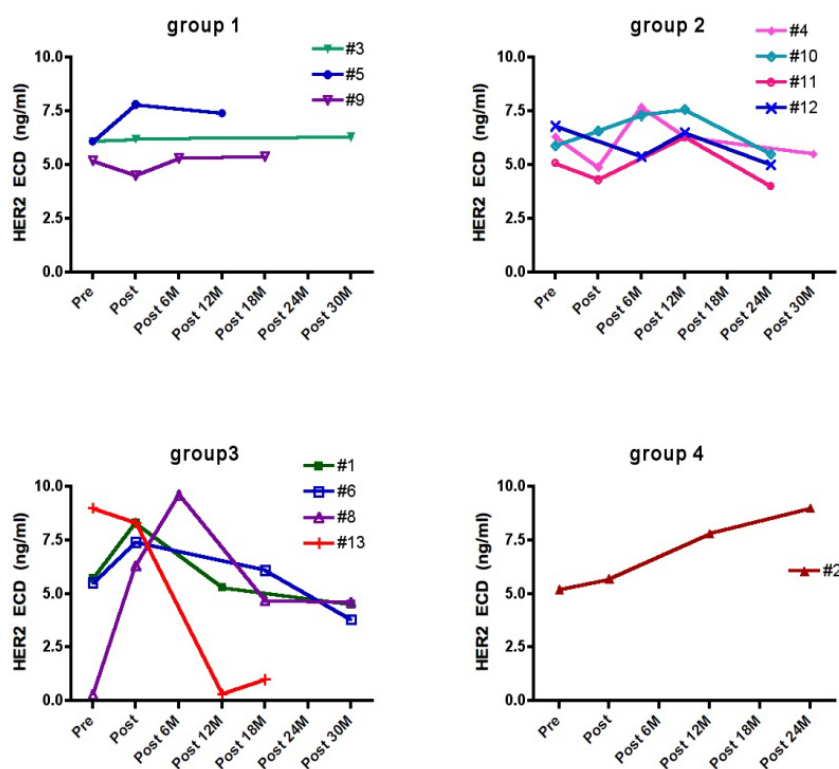 group 1
#3
#5
#9
HER2 ECD (ng/ml)
10.0
7.5
5.0
2.5
0.0
Pre
Post
Post 6M
Post 12M
Post 18M
Post 24M
Post 30M
group 2
#4
#10
#11
#12
HER2 ECD (ng/ml)
10.0
7.5
5.0
2.5
0.0
Pre
Post
Post 6M
Post 12M
Post 18M
Post 24M
Post 30M
group3
#1
#6
#8
#13
HER2 ECD (ng/ml)
10.0
7.5
5.0
2.5
0.0
Pre
Post
Post 6M
Post 12M
Post 18M
Post 24M
Post 30M
group 4
#2
HER2 ECD (ng/ml)
10.0
7.5
5.0
2.5
0.0
Pre
Post
Post 6M
Post 12M
Post 18M
Post 24M